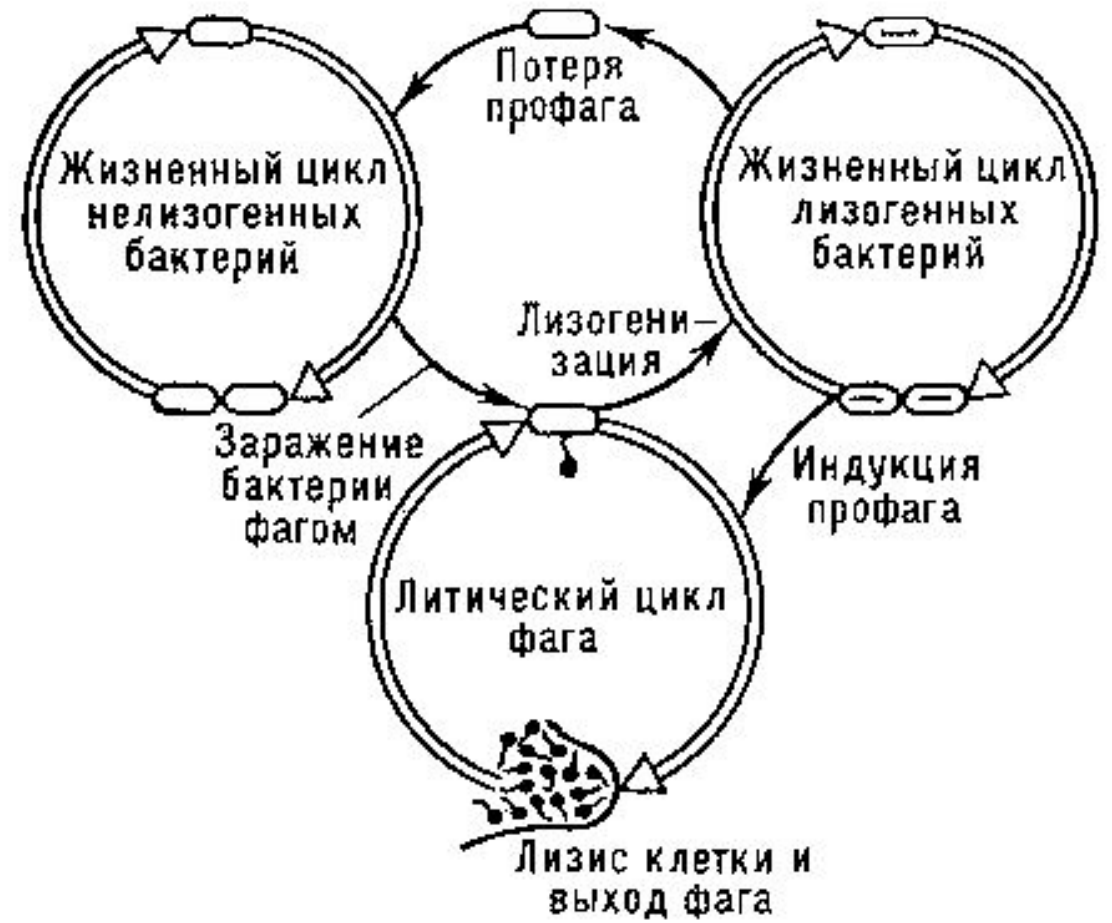 Потеря
профага
Жизненный цикл
нелизогенных
бактерий
Жизненный цикл
лизогенных
бактерий
Лизогени-
зация
Заражение
бактерии
фагом
Индукция
профага
Литический цикл
фага
Лизис клетки и
выход фага